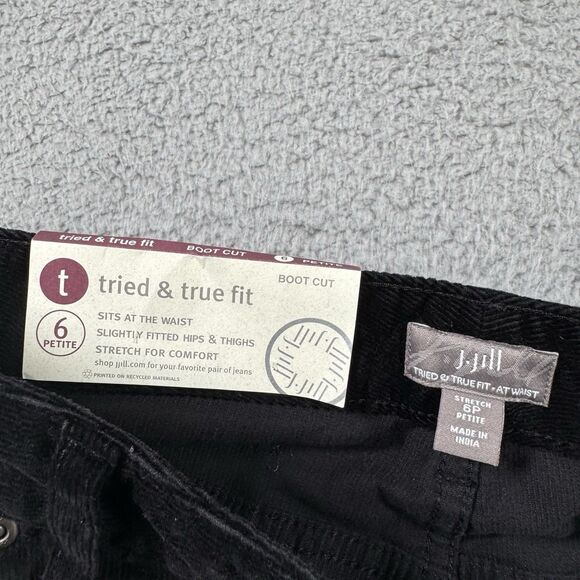 tried & true fit BOOT CUT 6 PETITE
BOOT CUT
t tried & true fit
6
PETITE
SITS AT THE WAIST
SLIGHTLY FITTED HIPS & THIGHS
STRETCH FOR COMFORT
shop jjill.com for your favorite pair of jeans
PRINTED ON RECYCLED MATERIALS
J.Jill
TRIED & TRUE FIT • AT WAIST
STRETCH
6P
PETITE
MADE IN
INDIA